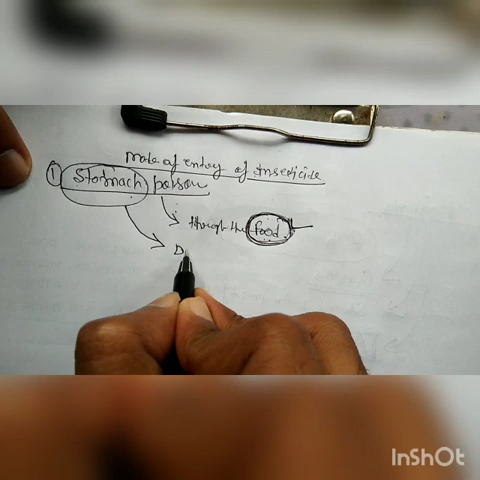 Mode of entry of Insecticide
① Stomach poison
through the food
D
InShOt